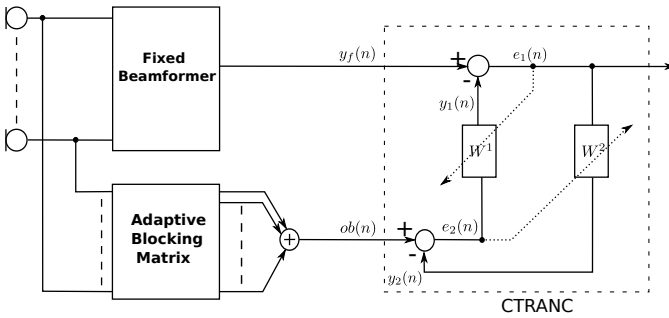 Fixed
Beamformer
y_f(n)
+
-
e_1(n)
y_1(n)
W^1
W^2
Adaptive
Blocking
Matrix
+
ob(n)
+
-
e_2(n)
y_2(n)
CTRANC